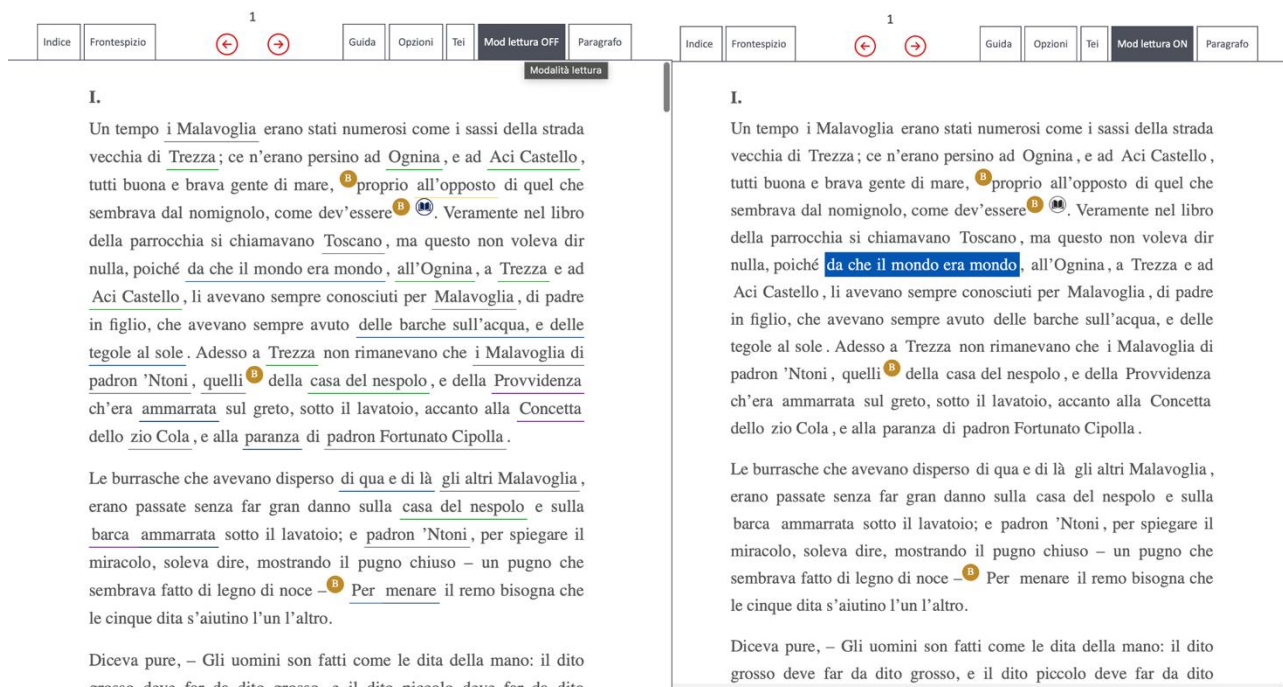 1
Indice Frontespizio Guida Opzioni Tei Mod lettura OFF Paragrafo
Modalità lettura
I.
Un tempo i Malavoglia erano stati numerosi come i sassi della strada
vecchia di Trezza; ce n’erano persino ad Ognina, e ad Aci Castello,
tutti buona e brava gente di mare, B proprio all’opposto di quel che
sembrava dal nomignolo, come dev’essere B . Veramente nel libro
della parrocchia si chiamavano Toscano, ma questo non voleva dir
nulla, poiché da che il mondo era mondo, all’Ognina, a Trezza e ad
Aci Castello, li avevano sempre conosciuti per Malavoglia, di padre
in figlio, che avevano sempre avuto delle barche sull’acqua, e delle
tegole al sole. Adesso a Trezza non rimanevano che i Malavoglia di
padron ’Ntoni, quelli B della casa del nespolo, e della Provvidenza
ch’era ammarrata sul greto, sotto il lavatoio, accanto alla Concetta
dello zio Cola, e alla paranza di padron Fortunato Cipolla.
Le burrasche che avevano disperso di qua e di là gli altri Malavoglia,
erano passate senza far gran danno sulla casa del nespolo e sulla
barca ammarrata sotto il lavatoio; e padron ’Ntoni, per spiegare il
miracolo, soleva dire, mostrando il pugno chiuso – un pugno che
sembrava fatto di legno di noce – B Per menare il remo bisogna che
le cinque dita s’aiutino l’un l’altro.
Diceva pure, – Gli uomini son fatti come le dita della mano: il dito
grosso deve far da dito grosso, e il dito piccolo deve far da dito
1
Indice Frontespizio Guida Opzioni Tei Mod lettura ON Paragrafo
I.
Un tempo i Malavoglia erano stati numerosi come i sassi della strada
vecchia di Trezza; ce n’erano persino ad Ognina, e ad Aci Castello,
tutti buona e brava gente di mare, B proprio all’opposto di quel che
sembrava dal nomignolo, come dev’essere B . Veramente nel libro
della parrocchia si chiamavano Toscano, ma questo non voleva dir
nulla, poiché da che il mondo era mondo, all’Ognina, a Trezza e ad
Aci Castello, li avevano sempre conosciuti per Malavoglia, di padre
in figlio, che avevano sempre avuto delle barche sull’acqua, e delle
tegole al sole. Adesso a Trezza non rimanevano che i Malavoglia di
padron ’Ntoni, quelli B della casa del nespolo, e della Provvidenza
ch’era ammarrata sul greto, sotto il lavatoio, accanto alla Concetta
dello zio Cola, e alla paranza di padron Fortunato Cipolla.
Le burrasche che avevano disperso di qua e di là gli altri Malavoglia,
erano passate senza far gran danno sulla casa del nespolo e sulla
barca ammarrata sotto il lavatoio; e padron ’Ntoni, per spiegare il
miracolo, soleva dire, mostrando il pugno chiuso – un pugno che
sembrava fatto di legno di noce – B Per menare il remo bisogna che
le cinque dita s’aiutino l’un l’altro.
Diceva pure, – Gli uomini son fatti come le dita della mano: il dito
grosso deve far da dito grosso, e il dito piccolo deve far da dito